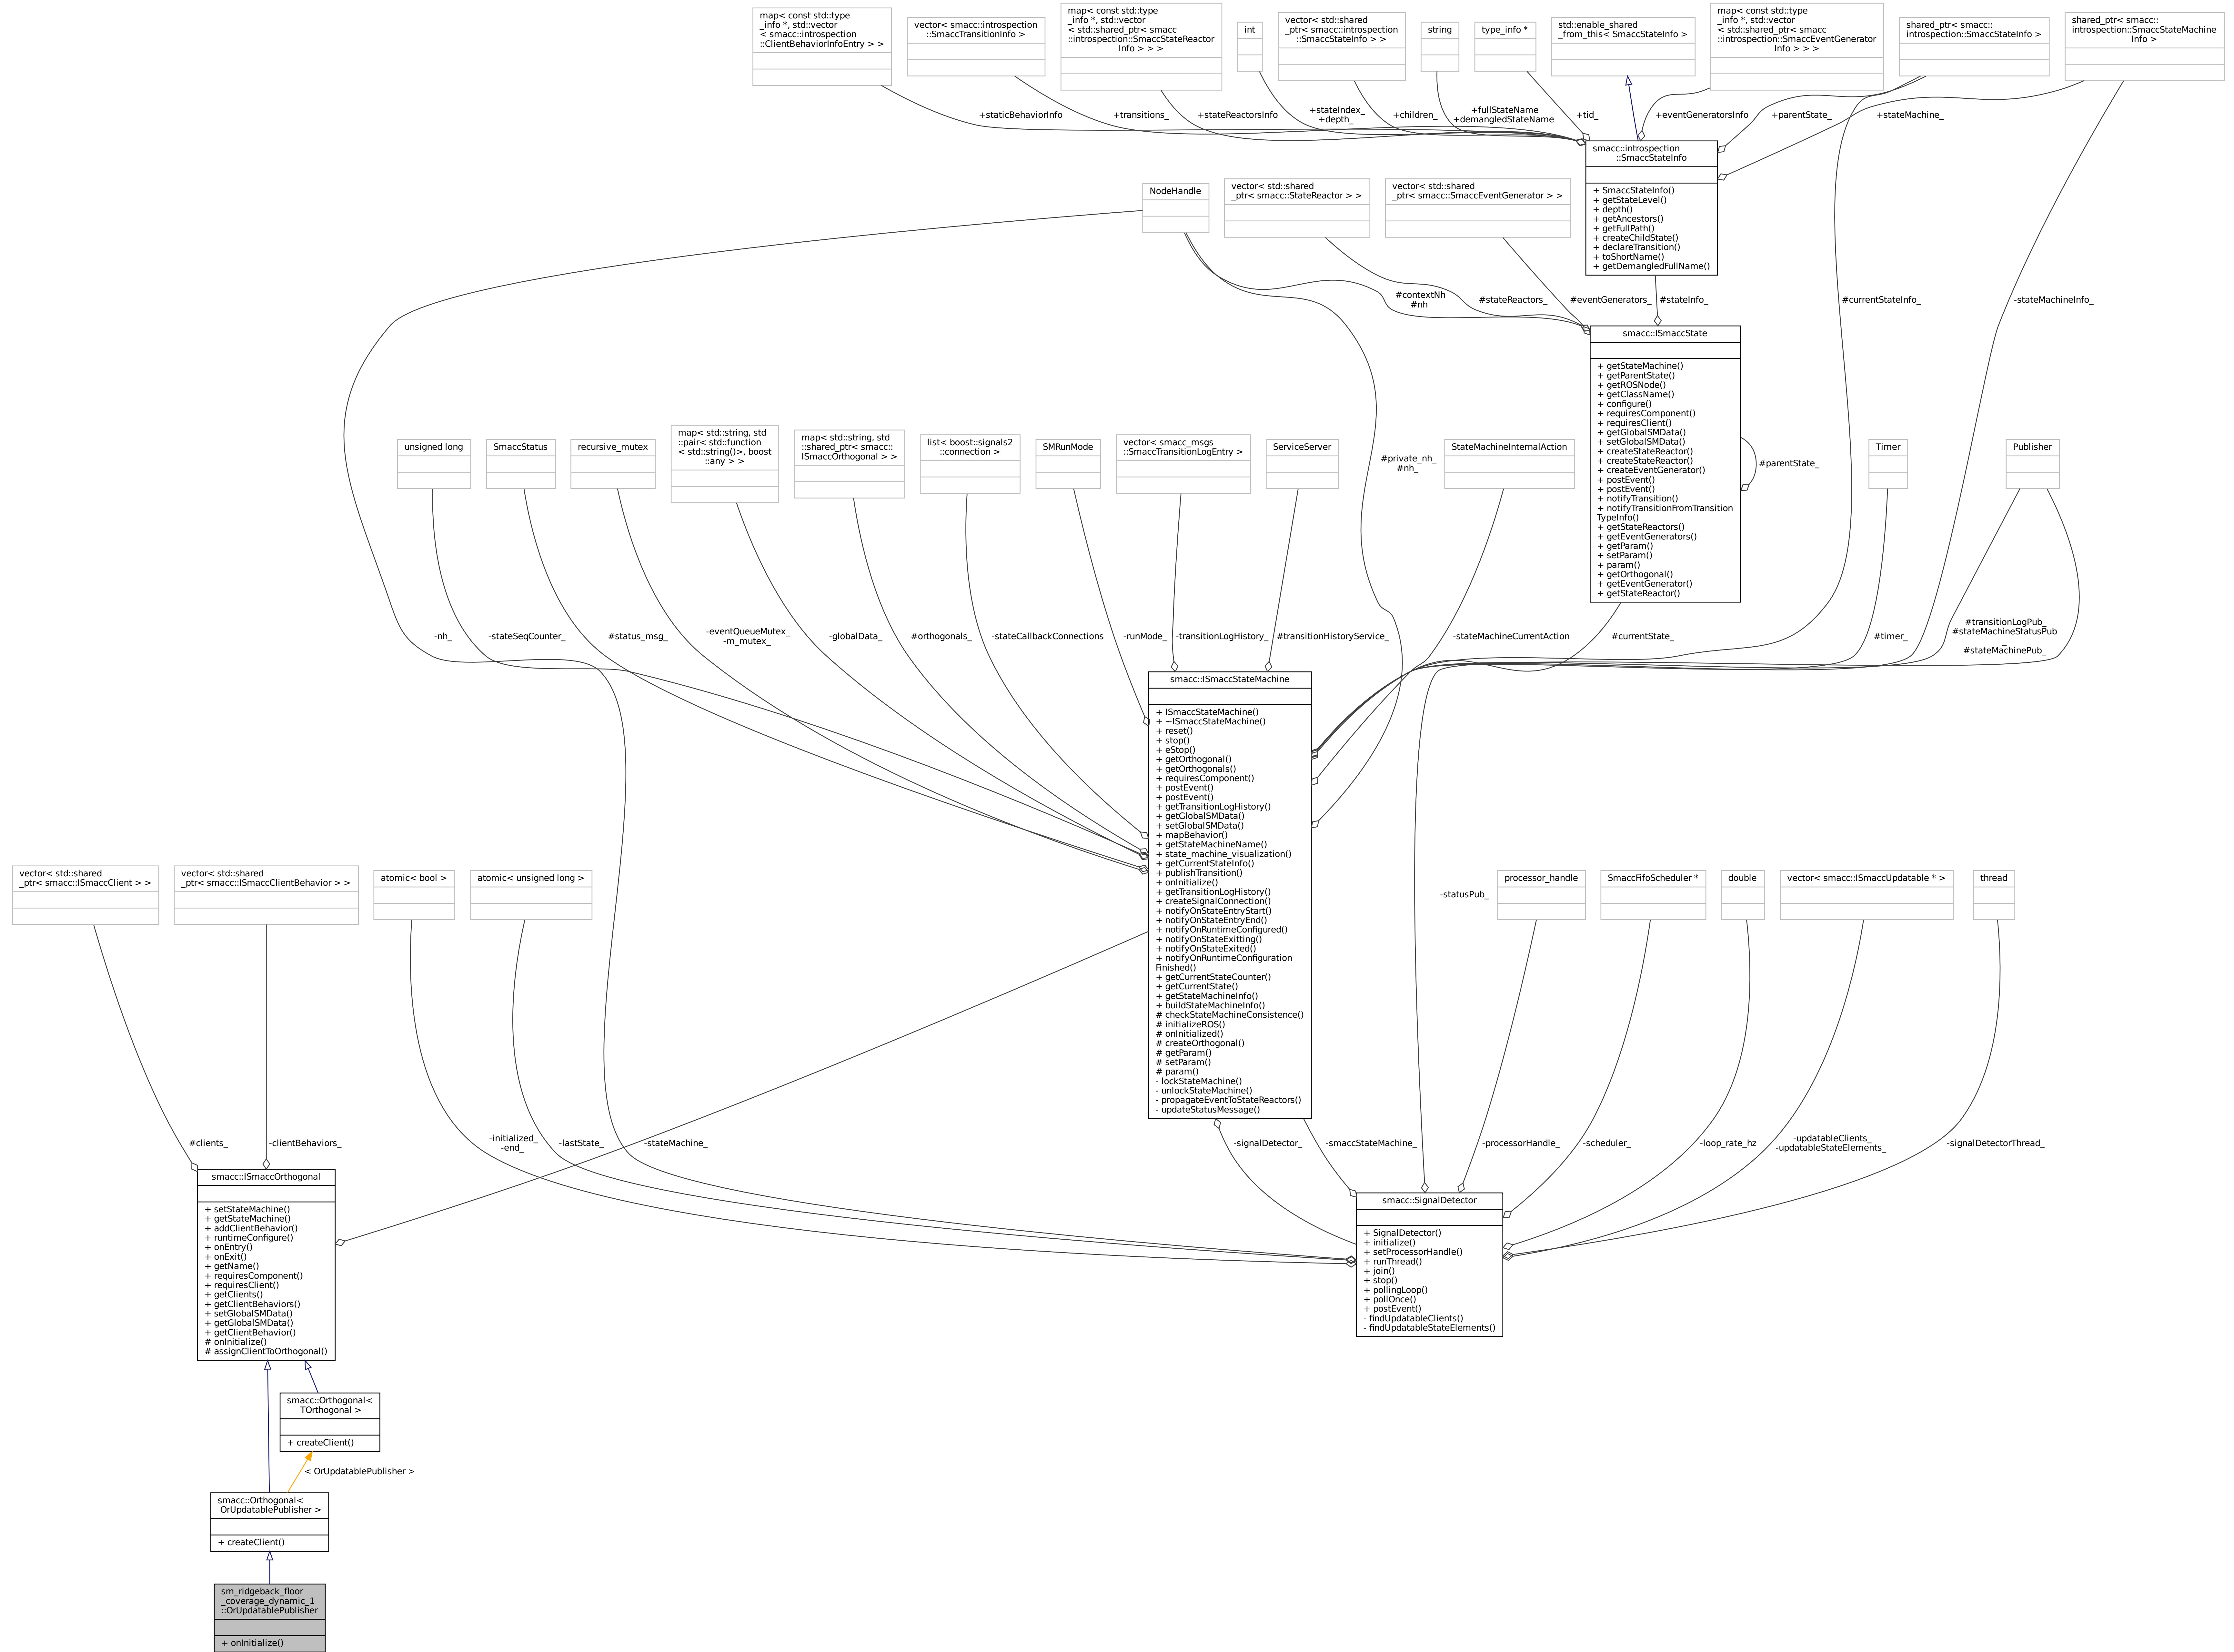 map< const std::type
_info *, std::vector
< smacc::introspection
::ClientBehaviorInfoEntry > >
vector< smacc::introspection
::SmaccTransitionInfo >
map< const std::type
_info *, std::vector
< std::shared_ptr< smacc
::introspection::SmaccStateReactor
Info > > >
int
vector< std::shared
_ptr< smacc::introspection
::SmaccStateInfo > >
string
type_info *
std::enable_shared
_from_this< SmaccStateInfo >
map< const std::type
_info *, std::vector
< std::shared_ptr< smacc
::introspection::SmaccEventGenerator
Info > > >
shared_ptr< smacc::
introspection::SmaccStateInfo >
shared_ptr< smacc::
introspection::SmaccStateMachine
Info >
+staticBehaviorInfo
+transitions_
+stateReactorsInfo
+stateIndex_
+depth_
+children_
+fullStateName
+demangledStateName
+tid_
+eventGeneratorsInfo
+parentState_
+stateMachine_
smacc::introspection
::SmaccStateInfo
+ SmaccStateInfo()
+ getStateLevel()
+ depth()
+ getAncestors()
+ getFullPath()
+ createChildState()
+ declareTransition()
+ toShortName()
+ getDemangledFullName()
NodeHandle
vector< std::shared
_ptr< smacc::StateReactor > >
vector< std::shared
_ptr< smacc::SmaccEventGenerator > >
#contextNh
#nh
#stateReactors_
#eventGenerators_
#stateInfo_
#currentStateInfo_
-stateMachineInfo_
smacc::ISmaccState
+ getStateMachine()
+ getParentState()
+ getROSNode()
+ getClassName()
+ configure()
+ requiresComponent()
+ requiresClient()
+ getGlobalSMData()
+ setGlobalSMData()
+ createStateReactor()
+ createStateReactor()
+ createEventGenerator()
+ postEvent()
+ postEvent()
+ notifyTransition()
+ notifyTransitionFromTransition
TypeInfo()
+ getStateReactors()
+ getEventGenerators()
+ getParam()
+ setParam()
+ param()
+ getOrthogonal()
+ getEventGenerator()
+ getStateReactor()
#parentState_
unsigned long
SmaccStatus
recursive_mutex
map< std::string, std
::pair< std::function
< std::string()>, boost
::any > >
map< std::string, std
::shared_ptr< smacc::
ISmaccOrthogonal > >
list< boost::signals2
::connection >
SMRunMode
vector< smacc_msgs
::SmaccTransitionLogEntry >
ServiceServer
#private_nh_
#nh_
StateMachineInternalAction
Timer
Publisher
-nh_
-stateSeqCounter_
#status_msg_
-eventQueueMutex_
-m_mutex_
-globalData_
#orthogonals_
-stateCallbackConnections
-runMode_
-transitionLogHistory_
#transitionHistoryService_
-stateMachineCurrentAction
#currentState_
#timer_
#transitionLogPub_
#stateMachineStatusPub
_
#stateMachinePub_
smacc::ISmaccStateMachine
+ ISmaccStateMachine()
+ ~ISmaccStateMachine()
+ reset()
+ stop()
+ eStop()
+ getOrthogonal()
+ getOrthogonals()
+ requiresComponent()
+ postEvent()
+ postEvent()
+ getTransitionLogHistory()
+ getGlobalSMData()
+ setGlobalSMData()
+ mapBehavior()
+ getStateMachineName()
+ state_machine_visualization()
+ getCurrentStateInfo()
+ publishTransition()
+ onInitialize()
+ getTransitionLogHistory()
+ createSignalConnection()
+ notifyOnStateEntryStart()
+ notifyOnStateEntryEnd()
+ notifyOnRuntimeConfigured()
+ notifyOnStateExitting()
+ notifyOnStateExited()
+ notifyOnRuntimeConfiguration
Finished()
+ getCurrentStateCounter()
+ getCurrentState()
+ getStateMachineInfo()
+ buildStateMachineInfo()
# checkStateMachineConsistence()
# initializeROS()
# onInitialized()
# createOrthogonal()
# getParam()
# setParam()
# param()
- lockStateMachine()
- unlockStateMachine()
- propagateEventToStateReactors()
- updateStatusMessage()
vector< std::shared
_ptr< smacc::ISmaccClient > >
vector< std::shared
_ptr< smacc::ISmaccClientBehavior > >
atomic< bool >
atomic< unsigned long >
-statusPub_
processor_handle
SmaccFifoScheduler *
double
vector< smacc::ISmaccUpdatable * >
thread
#clients_
-clientBehaviors_
-initialized_
-end_
-lastState_
-stateMachine_
-signalDetector_
-smaccStateMachine_
-processorHandle_
-scheduler_
-loop_rate_hz
-updatableClients_
-updatableStateElements_
-signalDetectorThread_
smacc::ISmaccOrthogonal
+ setStateMachine()
+ getStateMachine()
+ addClientBehavior()
+ runtimeConfigure()
+ onEntry()
+ onExit()
+ getName()
+ requiresComponent()
+ requiresClient()
+ getClients()
+ getClientBehaviors()
+ setGlobalSMData()
+ getGlobalSMData()
+ getClientBehavior()
# onInitialize()
# assignClientToOrthogonal()
smacc::SignalDetector
+ SignalDetector()
+ initialize()
+ setProcessorHandle()
+ runThread()
+ join()
+ stop()
+ pollingLoop()
+ pollOnce()
+ postEvent()
- findUpdatableClients()
- findUpdatableStateElements()
smacc::Orthogonal<
TOrthogonal >
+ createClient()
< OrUpdatablePublisher >
smacc::Orthogonal<
OrUpdatablePublisher >
+ createClient()
sm_ridgeback_floor
_coverage_dynamic_1
::OrUpdatablePublisher
+ onInitialize()